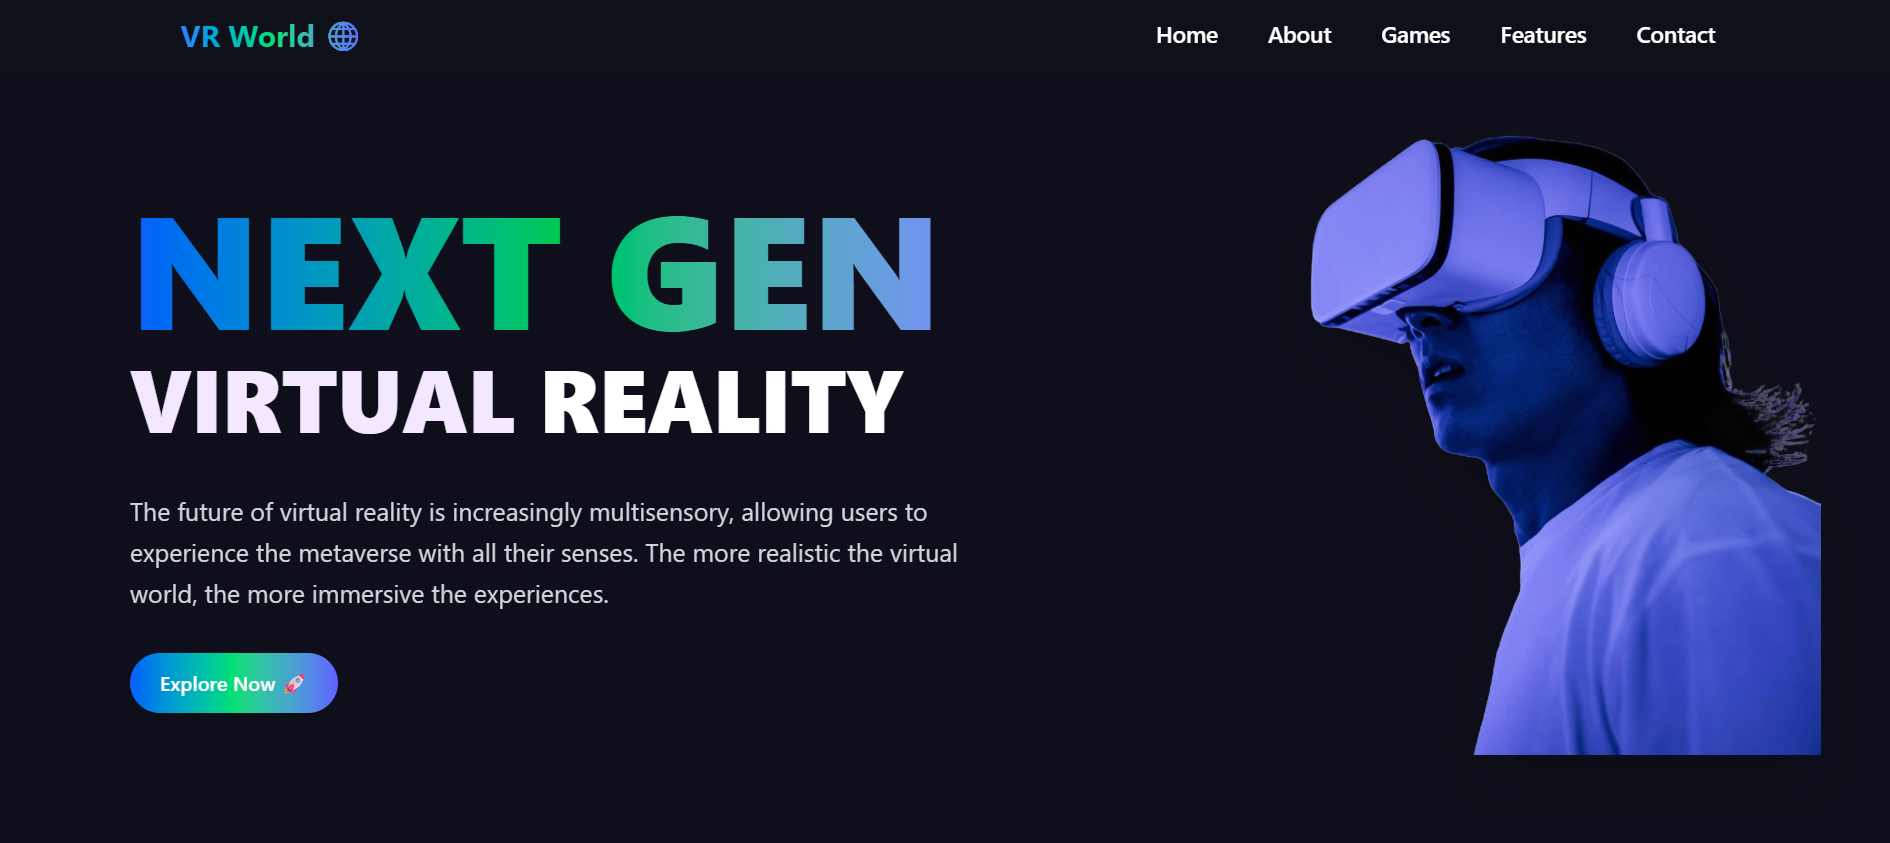 VR World
Home About Games Features Contact
NEXT GEN
VIRTUAL REALITY
The future of virtual reality is increasingly multisensory, allowing users to
experience the metaverse with all their senses. The more realistic the virtual
world, the more immersive the experiences.
Explore Now 🚀